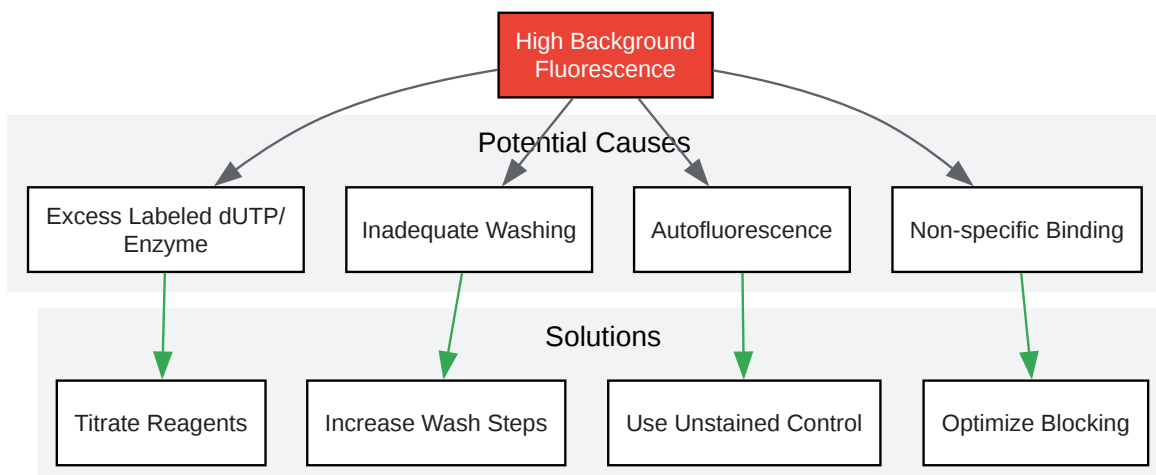 High Background
Fluorescence
Potential Causes
Excess Labeled dUTP/
Enzyme
Inadequate Washing
Autofluorescence
Non-specific Binding
Solutions
Titrate Reagents
Increase Wash Steps
Use Unstained Control
Optimize Blocking